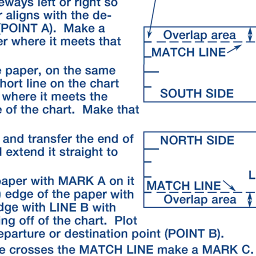 eways left or right so
r aligns with the de-
(POINT A). Make a
er where it meets that
e paper, on the same
hort line on the chart
where it meets the
e of the chart. Make that
and transfer the end of
d extend it straight to
paper with MARK A on it
) edge of the paper with
dge with LINE B with
ing off of the chart. Plot
eparture or destination point (POINT B).
e crosses the MATCH LINE make a MARK C.
Overlap area
MATCH LINE
SOUTH SIDE
NORTH SIDE
L
MATCH LINE
Overlap area